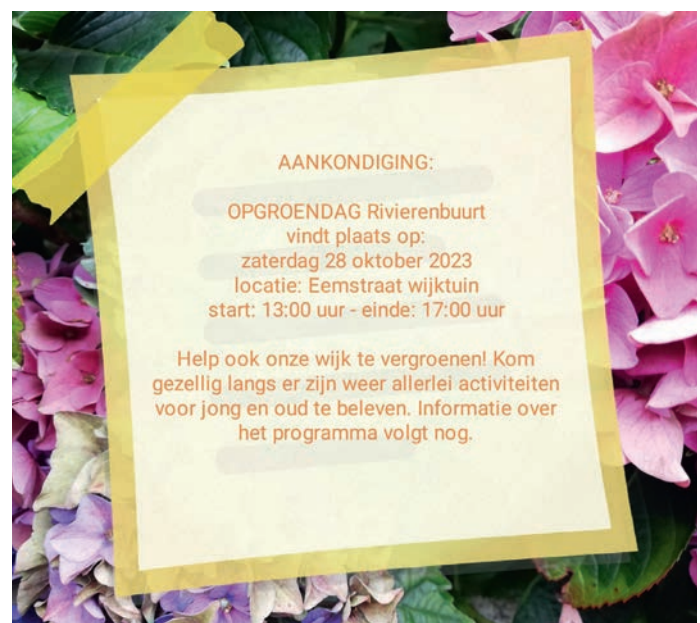 AANKONDIGING:
OPGROENDAG Rivierenbuurt
vindt plaats op:
zaterdag 28 oktober 2023
locatie: Eemstraat wijktuin
start: 13:00 uur - einde: 17:00 uur
Help ook onze wijk te vergroenen! Kom
gezellig langs er zijn weer allerlei activiteiten
voor jong en oud te beleven. Informatie over
het programma volgt nog.